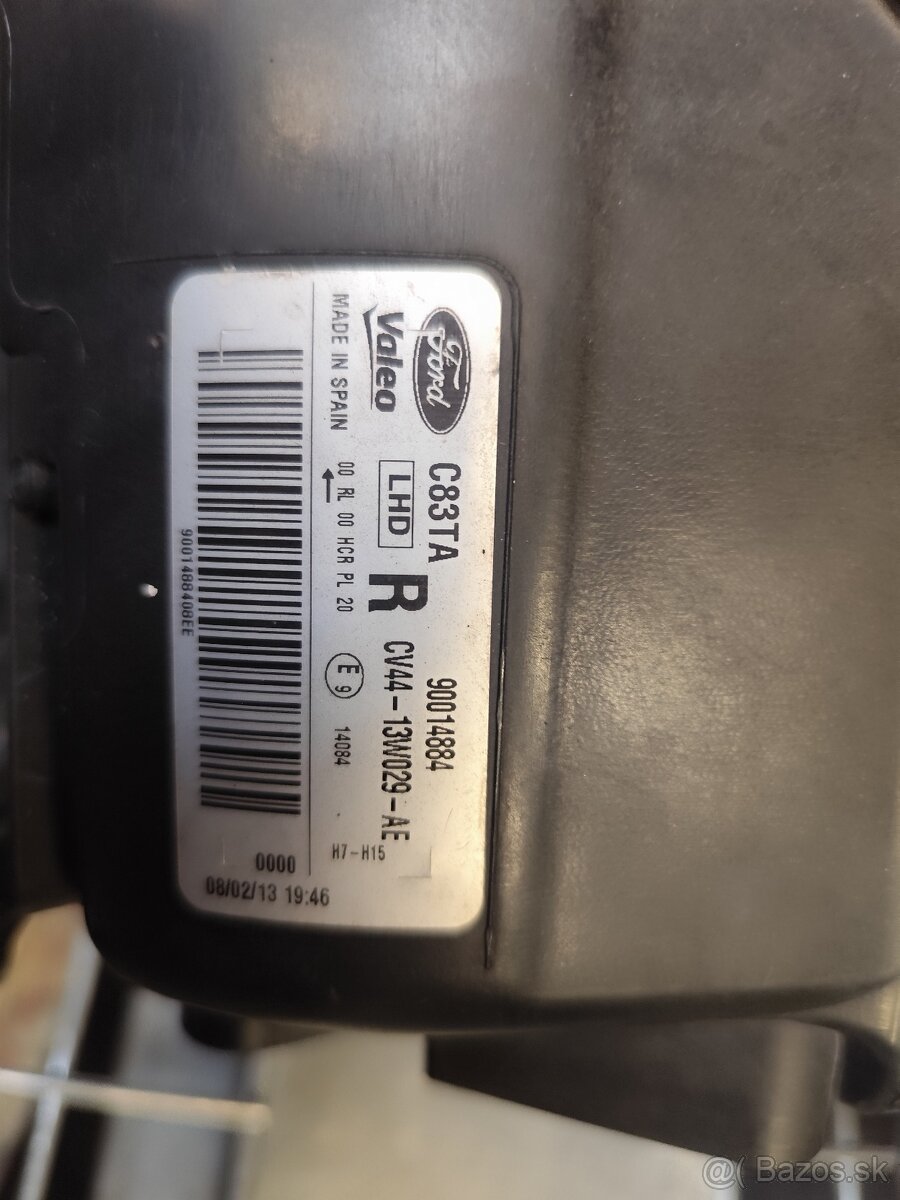 Ford C83TA 90014884
Valeo LHD R CV44-13W029-AE
MADE IN SPAIN 00 RL 00 HCR PL 20 E 9 14084 H7-H15
0000
9001488408EE
08/02/13 19:46
@( Bazos.sk